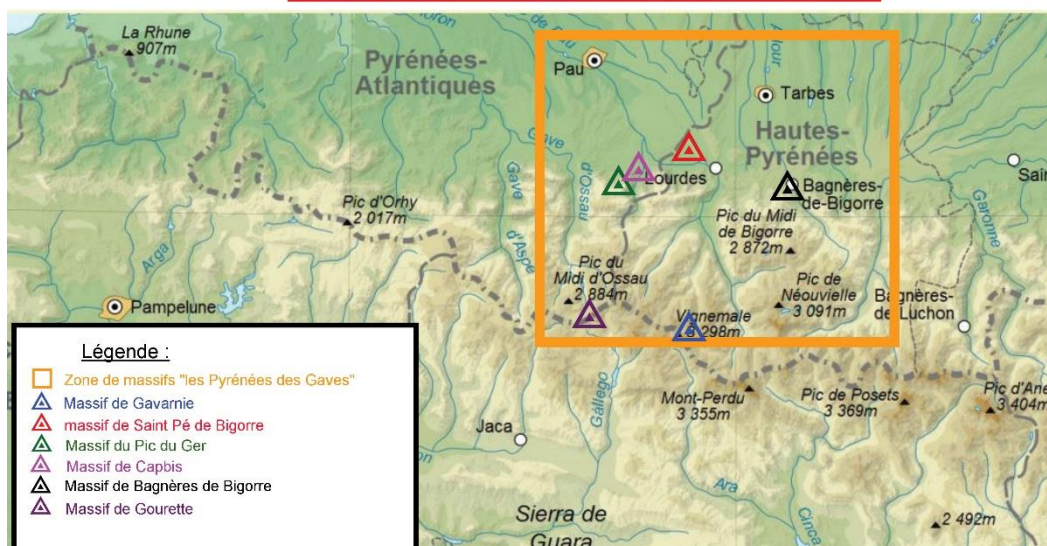 La Rhune
907m
Pyrénées-
Atlantiques
Pau
Tarbes
Adour
Gave
Gave
d'Aspe
d'Ossau
Hautes-
Pyrénées
Lourdes
Bagnères-
de-Bigorre
Pic d'Orhy
2 017m
Arga
Pic du Midi
de Bigorre
2 872m
Garonne
Pic du
Midi d'Ossau
2 884m
Pic de
Néouvielle
3 091m
Pampelune
Vignemale
3 298m
Bagnères-
de-Luchon
Mont-Perdu
3 355m
Pic de Posets
3 369m
3 404m
Gállego
Jaca
Ara
Cinca
Sierra de
Guara
2 492m
Légende :
Zone de massifs "les Pyrénées des Gaves"
Massif de Gavarnie
massif de Saint Pé de Bigorre
Massif du Pic du Ger
Massif de Capbis
Massif de Bagnères de Bigorre
Massif de Gourette